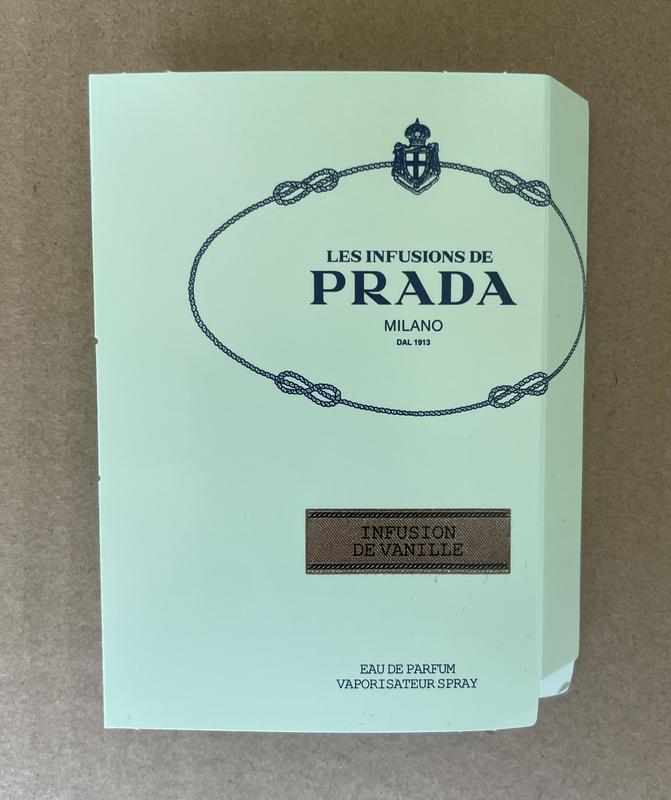 LES INFUSIONS DE
PRADA
MILANO
DAL 1913
INFUSION
DE VANILLE
EAU DE PARFUM
VAPORISATEUR SPRAY